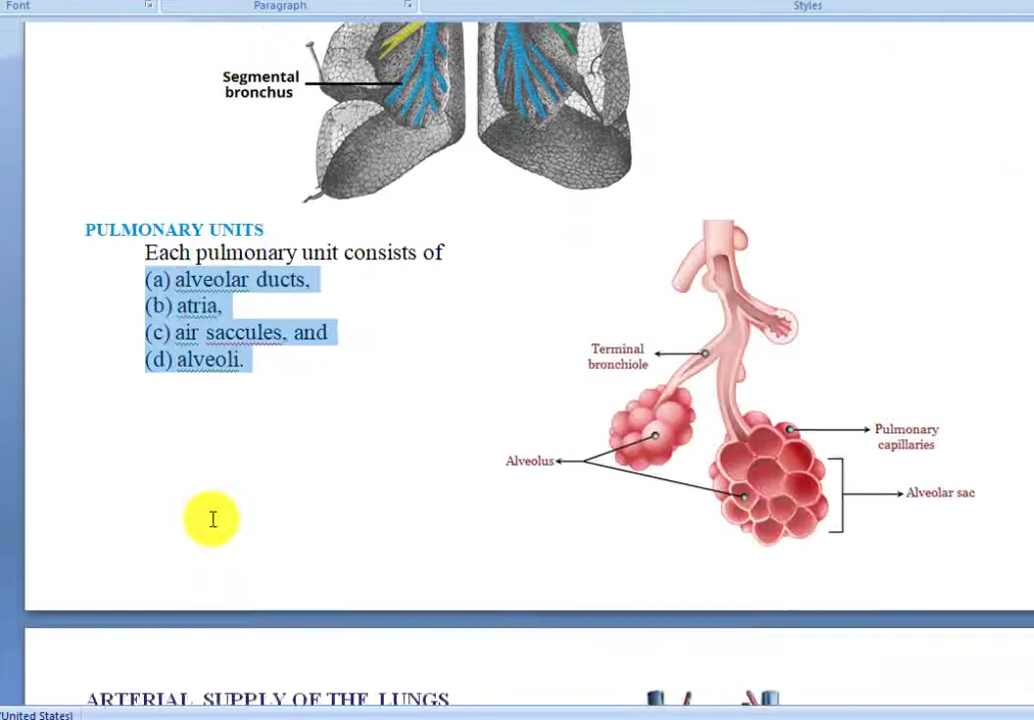 Font
Paragraph
Styles
Segmental
bronchus
PULMONARY UNITS
Each pulmonary unit consists of
(a) alveolar ducts,
(b) atria,
(c) air saccules, and
(d) alveoli.
Terminal
bronchiole
Pulmonary
capillaries
Alveolus
Alveolar sac
ARTERIAL SUPPLY OF THE LUNGS
United States)